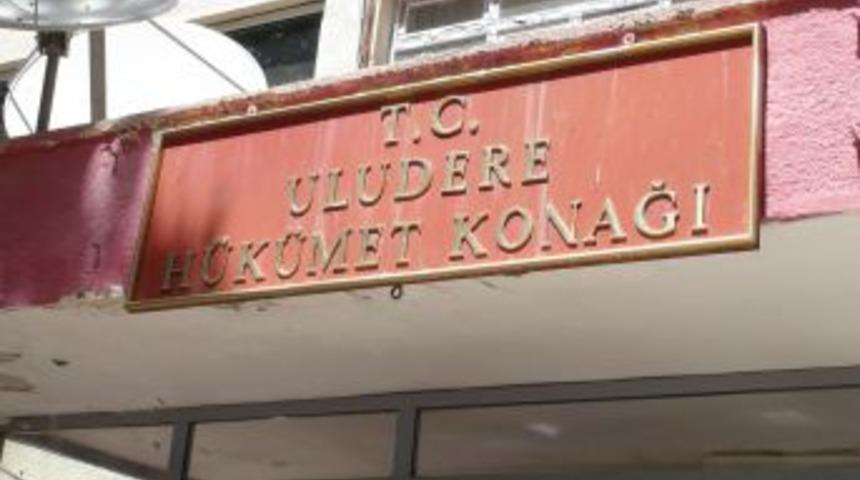 T.C.
ULUDERE
HÜKÜMET KONAĞI